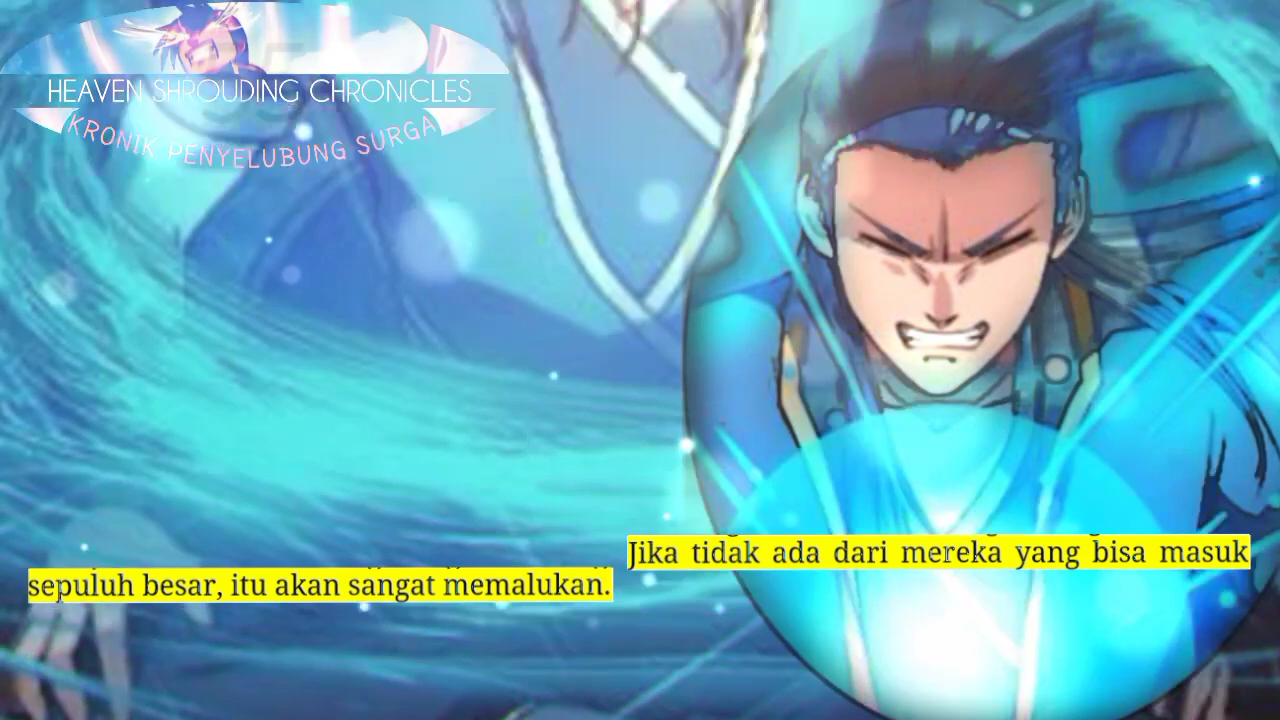 HEAVEN SHROUDING CHRONICLES
KRONIK PENYELUBUNG SURGA
Jika tidak ada dari mereka yang bisa masuk
sepuluh besar, itu akan sangat memalukan.